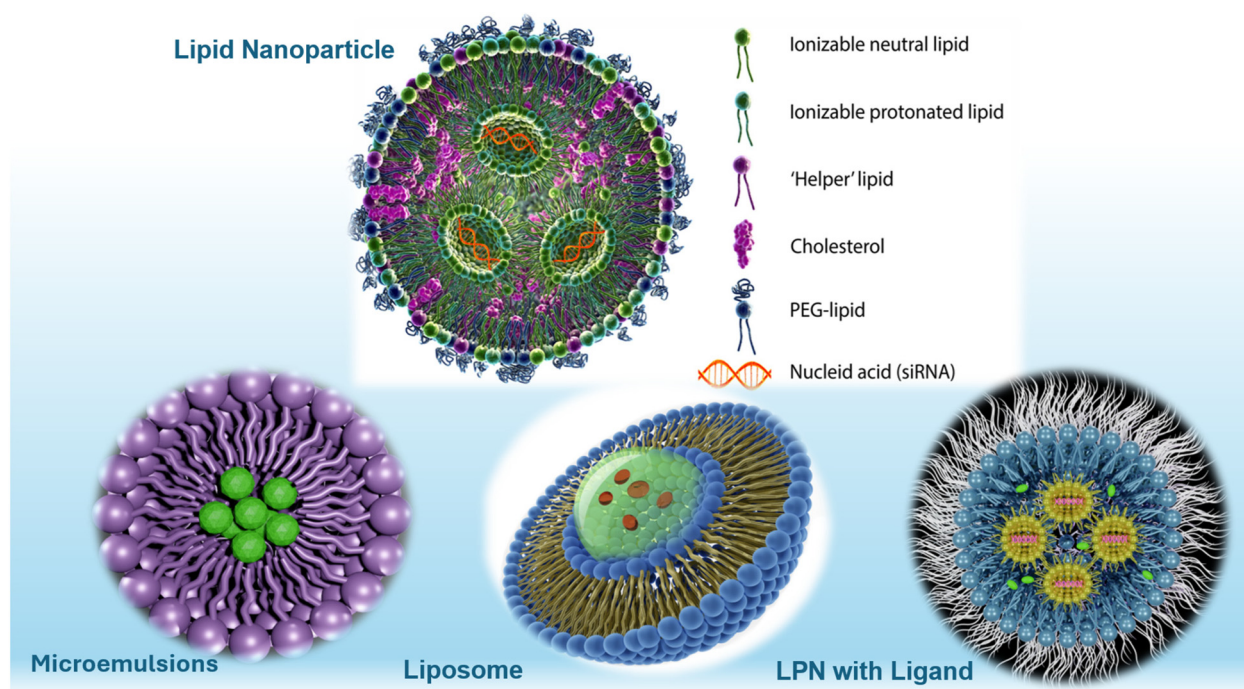 Lipid Nanoparticle
Ionizable neutral lipid
Ionizable protonated lipid
'Helper' lipid
Cholesterol
PEG-lipid
Nucleid acid (siRNA)
Microemulsions
Liposome
LPN with Ligand